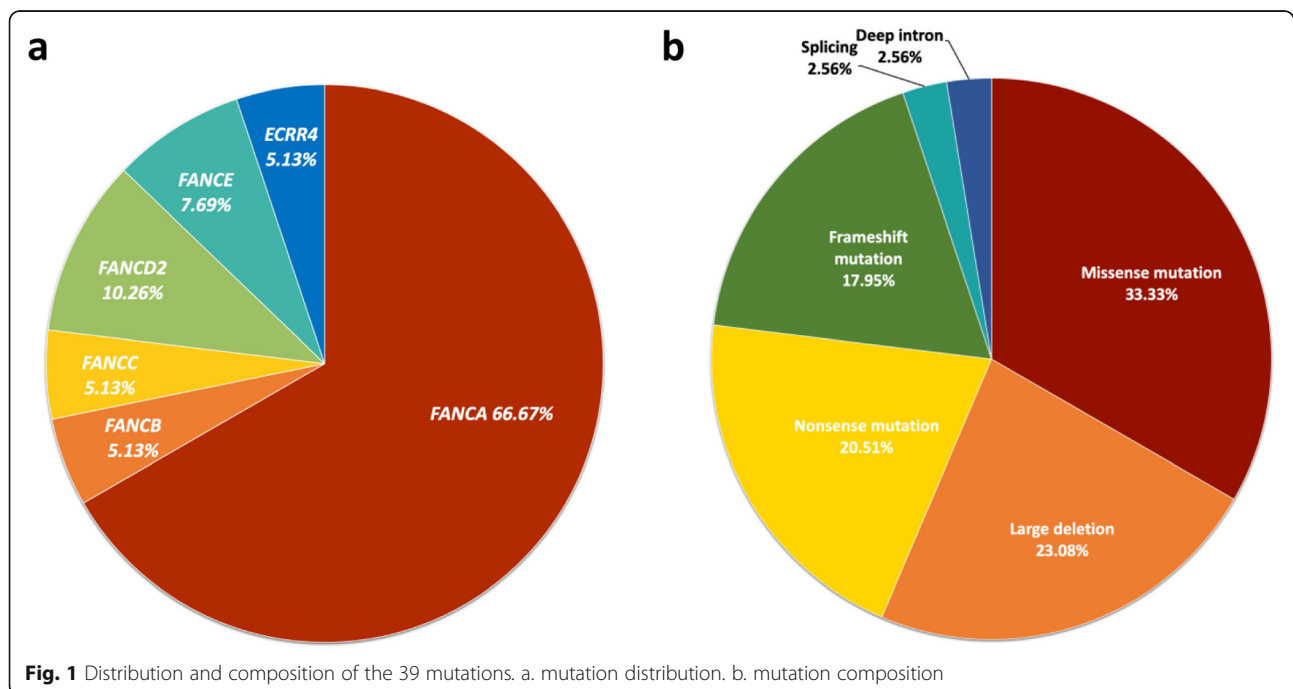 a
ECRR4
5.13%
FANCE
7.69%
FANCD2
10.26%
FANCC
5.13%
FANCB
5.13%
FANCA 66.67%
b
Deep intron
2.56%
Splicing
2.56%
Frameshift
mutation
17.95%
Missense mutation
33.33%
Nonsense mutation
20.51%
Large deletion
23.08%
Fig. 1 Distribution and composition of the 39 mutations. a. mutation distribution. b. mutation composition